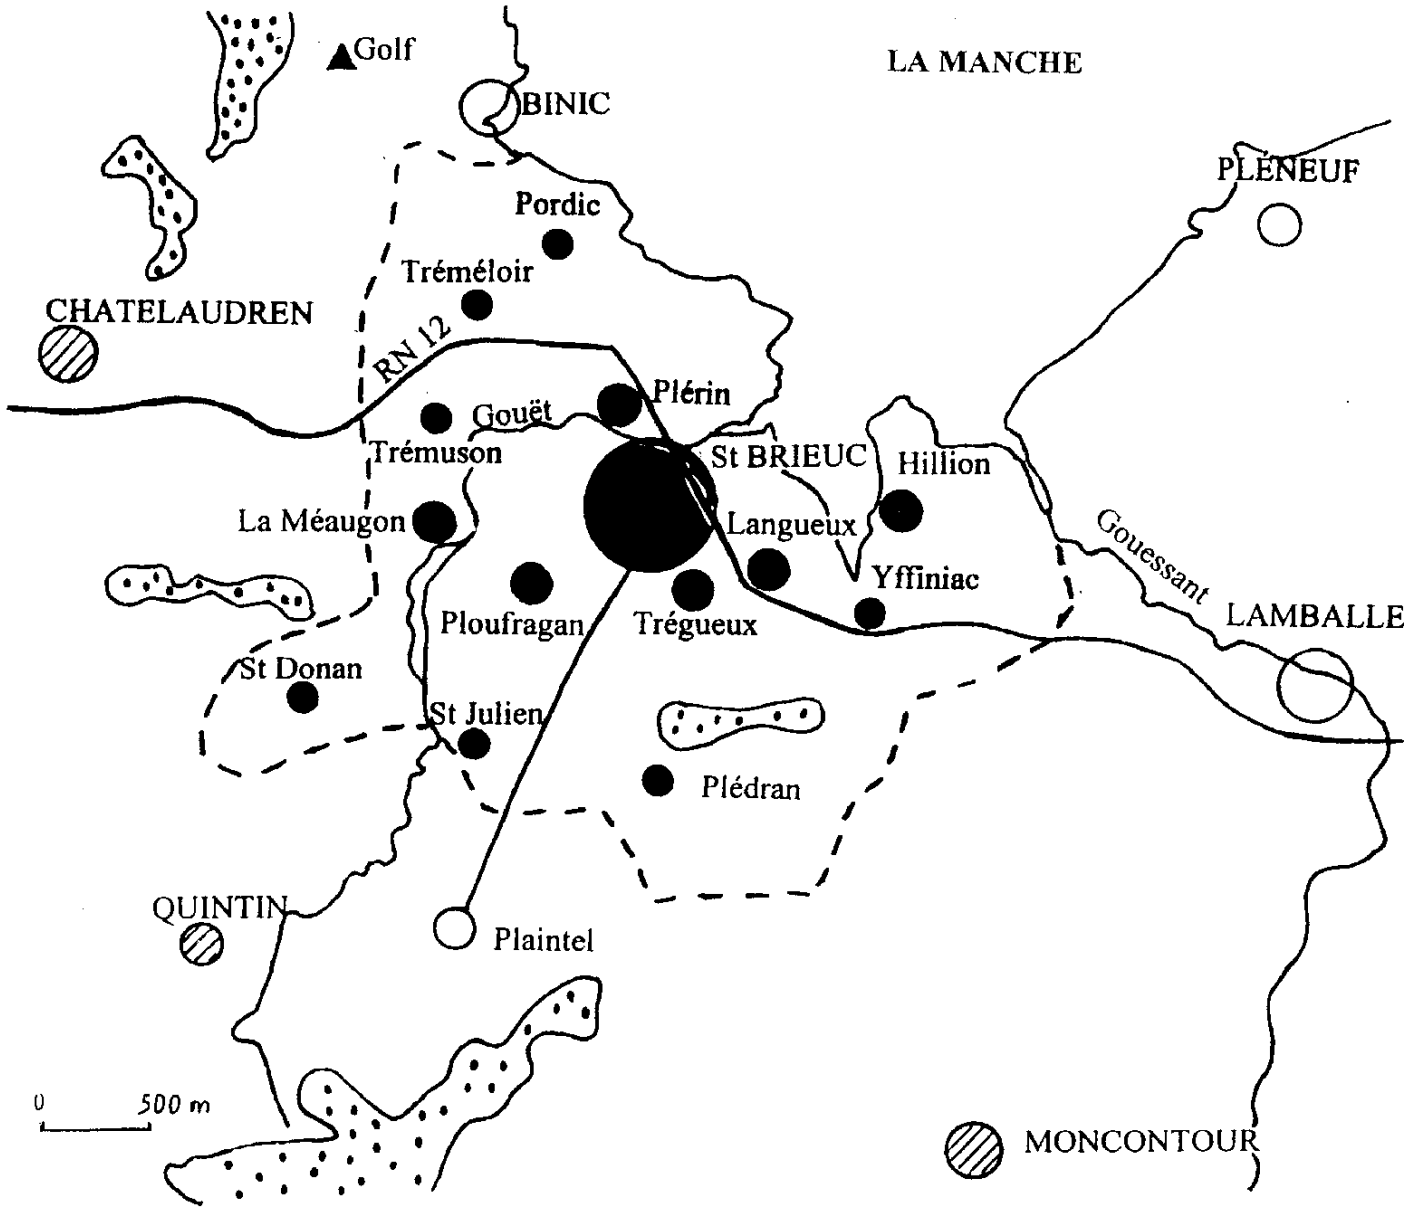 Golf
LA MANCHE
BINIC
PLÉNEUF
Pordic
Tréméloir
CHATELAUDREN
RN 12
Plérin
Gouët
Trémuson
St BRIEUC
Hillion
La Méaugon
Langueux
Gouessant
Yffiniac
Ploufragan
Trégueux
LAMBALLE
St Donan
St Julien
Plédran
QUINTIN
Plaintel
0 500 m
MONCONTOUR